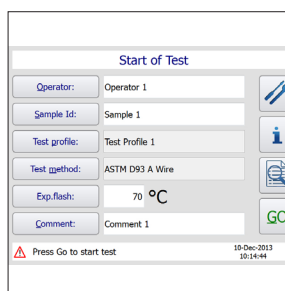 Start of Test
Operator: Operator 1
Sample Id: Sample 1
Test profile: Test Profile 1
Test method: ASTM D93 A Wire
Exp.flash: 70 °C
Comment: Comment 1
GO
Press Go to start test
10-Dec-2013
10:14:44